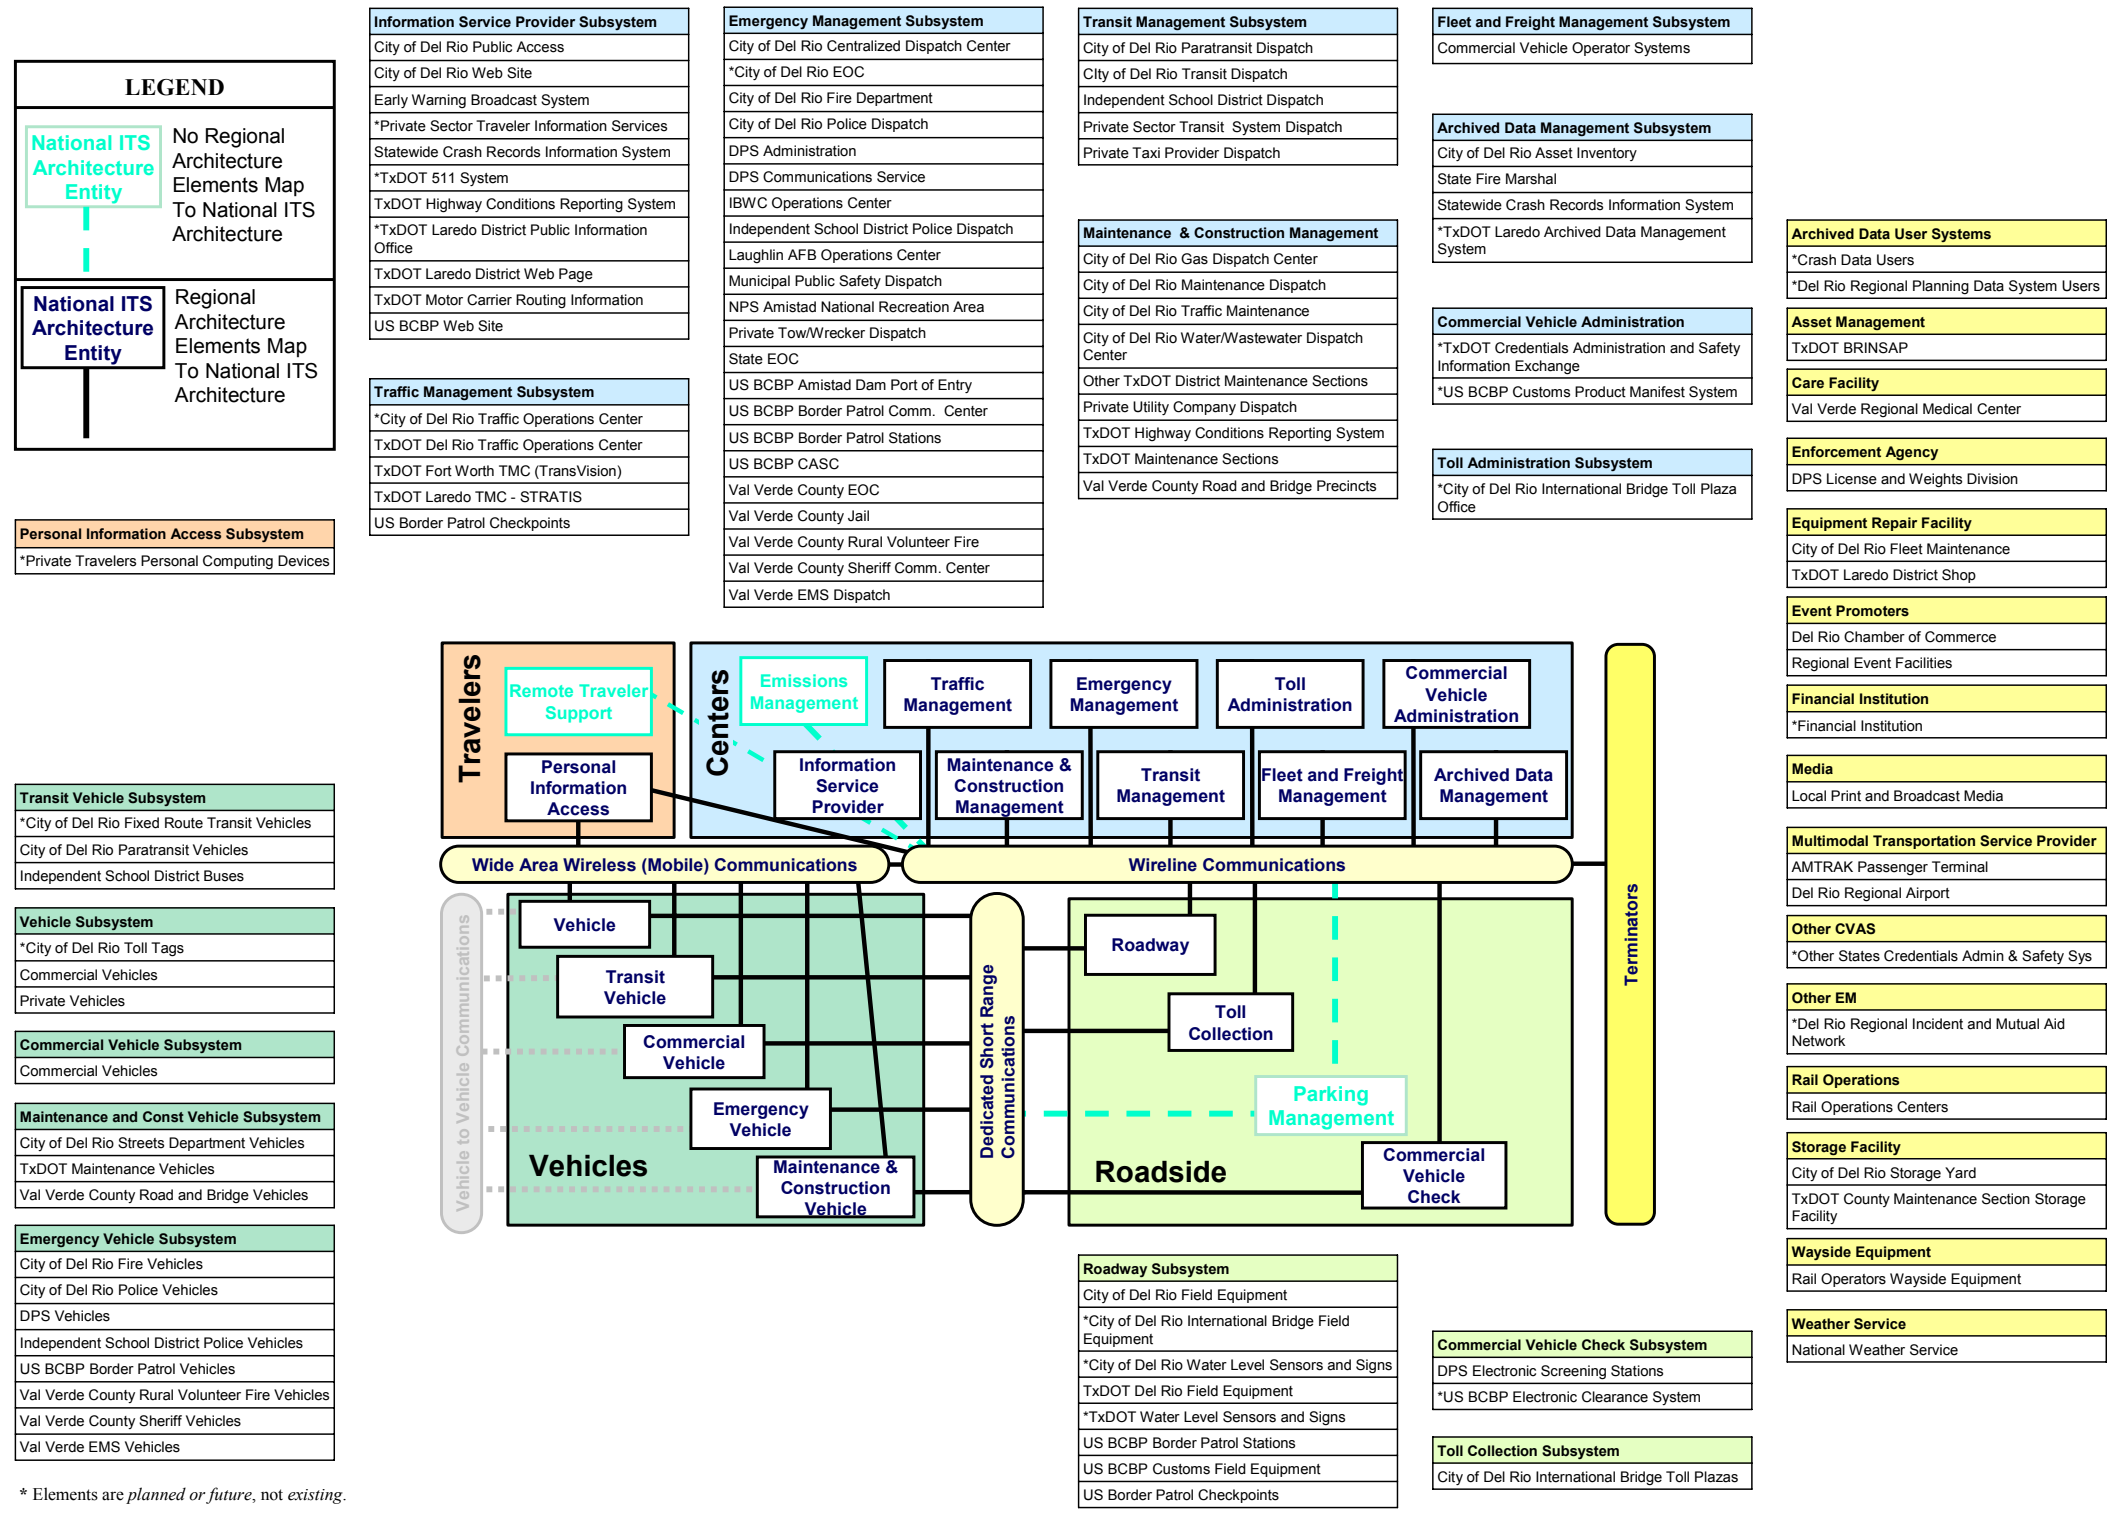 LEGEND
National ITS
Architecture
Entity
No Regional
Architecture
Elements Map
To National ITS
Architecture
National ITS
Architecture
Entity
Regional
Architecture
Elements Map
To National ITS
Architecture
Personal Information Access Subsystem
*Private Travelers Personal Computing Devices
Information Service Provider Subsystem
City of Del Rio Public Access
City of Del Rio Web Site
Early Warning Broadcast System
*Private Sector Traveler Information Services
Statewide Crash Records Information System
*TxDOT 511 System
TxDOT Highway Conditions Reporting System
*TxDOT Laredo District Public Information
Office
TxDOT Laredo District Web Page
TxDOT Motor Carrier Routing Information
US BCBP Web Site
Traffic Management Subsystem
*City of Del Rio Traffic Operations Center
TxDOT Del Rio Traffic Operations Center
TxDOT Fort Worth TMC (TransVision)
TxDOT Laredo TMC - STRATIS
US Border Patrol Checkpoints
Emergency Management Subsystem
City of Del Rio Centralized Dispatch Center
*City of Del Rio EOC
City of Del Rio Fire Department
City of Del Rio Police Dispatch
DPS Administration
DPS Communications Service
IBWC Operations Center
Independent School District Police Dispatch
Laughlin AFB Operations Center
Municipal Public Safety Dispatch
NPS Amistad National Recreation Area
Private Tow/Wrecker Dispatch
State EOC
US BCBP Amistad Dam Port of Entry
US BCBP Border Patrol Comm.  Center
US BCBP Border Patrol Stations
US BCBP CASC
Val Verde County EOC
Val Verde County Jail
Val Verde County Rural Volunteer Fire
Val Verde County Sheriff Comm. Center
Val Verde EMS Dispatch
Transit Management Subsystem
City of Del Rio Paratransit Dispatch
CIty of Del Rio Transit Dispatch
Independent School District Dispatch
Private Sector Transit  System Dispatch
Private Taxi Provider Dispatch
Maintenance  & Construction Management
City of Del Rio Gas Dispatch Center
City of Del Rio Maintenance Dispatch
City of Del Rio Traffic Maintenance
City of Del Rio Water/Wastewater Dispatch
Center
Other TxDOT District Maintenance Sections
Private Utility Company Dispatch
TxDOT Highway Conditions Reporting System
TxDOT Maintenance Sections
Val Verde County Road and Bridge Precincts
Fleet and Freight Management Subsystem
Commercial Vehicle Operator Systems
Archived Data Management Subsystem
City of Del Rio Asset Inventory
State Fire Marshal
Statewide Crash Records Information System
*TxDOT Laredo Archived Data Management
System
Commercial Vehicle Administration
*TxDOT Credentials Administration and Safety
Information Exchange
*US BCBP Customs Product Manifest System
Toll Administration Subsystem
*City of Del Rio International Bridge Toll Plaza
Office
Archived Data User Systems
*Crash Data Users
*Del Rio Regional Planning Data System Users
Asset Management
TxDOT BRINSAP
Care Facility
Val Verde Regional Medical Center
Enforcement Agency
DPS License and Weights Division
Equipment Repair Facility
City of Del Rio Fleet Maintenance
TxDOT Laredo District Shop
Event Promoters
Del Rio Chamber of Commerce
Regional Event Facilities
Financial Institution
*Financial Institution
Media
Local Print and Broadcast Media
Multimodal Transportation Service Provider
AMTRAK Passenger Terminal
Del Rio Regional Airport
Other CVAS
*Other States Credentials Admin & Safety Sys
Other EM
*Del Rio Regional Incident and Mutual Aid
Network
Rail Operations
Rail Operations Centers
Storage Facility
City of Del Rio Storage Yard
TxDOT County Maintenance Section Storage
Facility
Wayside Equipment
Rail Operators Wayside Equipment
Weather Service
National Weather Service
Travelers
Remote Traveler
Support
Personal
Information
Access
Centers
Emissions
Management
Traffic
Management
Emergency
Management
Toll
Administration
Commercial
Vehicle
Administration
Information
Service
Provider
Maintenance &
Construction
Management
Transit
Management
Fleet and Freight
Management
Archived Data
Management
Wide Area Wireless (Mobile) Communications
Wireline Communications
Terminators
Vehicle to Vehicle Communications
Vehicle
Transit
Vehicle
Commercial
Vehicle
Emergency
Vehicle
Maintenance &
Construction
Vehicle
Vehicles
Dedicated Short Range
Communications
Roadway
Toll
Collection
Parking
Management
Commercial
Vehicle
Check
Roadside
Transit Vehicle Subsystem
*City of Del Rio Fixed Route Transit Vehicles
City of Del Rio Paratransit Vehicles
Independent School District Buses
Vehicle Subsystem
*City of Del Rio Toll Tags
Commercial Vehicles
Private Vehicles
Commercial Vehicle Subsystem
Commercial Vehicles
Maintenance and Const Vehicle Subsystem
City of Del Rio Streets Department Vehicles
TxDOT Maintenance Vehicles
Val Verde County Road and Bridge Vehicles
Emergency Vehicle Subsystem
City of Del Rio Fire Vehicles
City of Del Rio Police Vehicles
DPS Vehicles
Independent School District Police Vehicles
US BCBP Border Patrol Vehicles
Val Verde County Rural Volunteer Fire Vehicles
Val Verde County Sheriff Vehicles
Val Verde EMS Vehicles
Roadway Subsystem
City of Del Rio Field Equipment
*City of Del Rio International Bridge Field
Equipment
*City of Del Rio Water Level Sensors and Signs
TxDOT Del Rio Field Equipment
*TxDOT Water Level Sensors and Signs
US BCBP Border Patrol Stations
US BCBP Customs Field Equipment
US Border Patrol Checkpoints
Commercial Vehicle Check Subsystem
DPS Electronic Screening Stations
*US BCBP Electronic Clearance System
Toll Collection Subsystem
City of Del Rio International Bridge Toll Plazas
* Elements are planned or future, not existing.